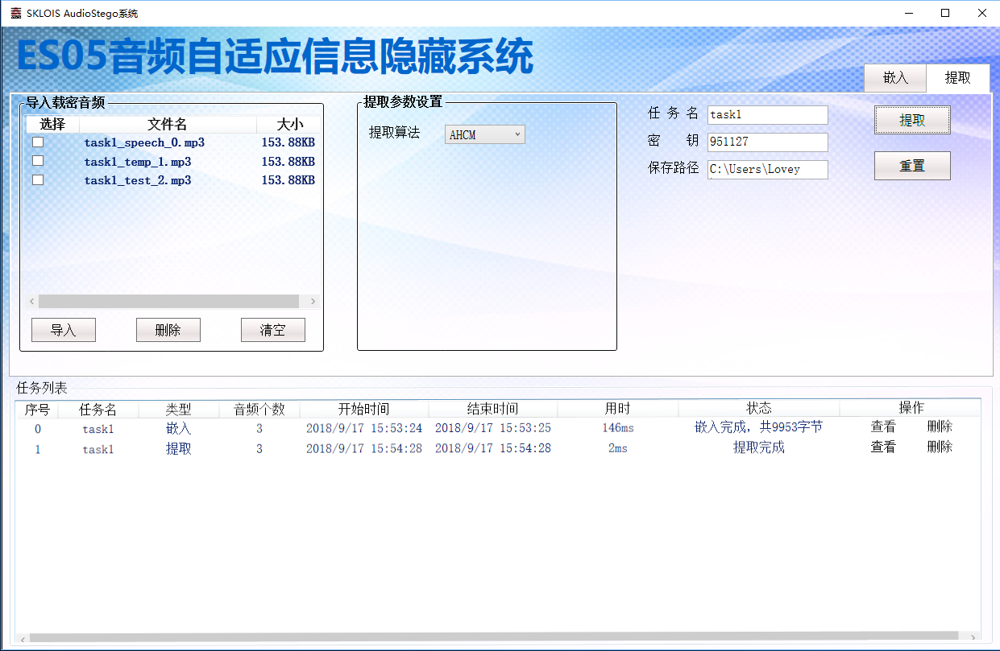 SKLOIS AudioStego系统
ES05音频自适应信息隐藏系统
嵌入 提取
导入载密音频
选择 文件名 大小
task1_speech_0.mp3 153.88KB
task1_temp_1.mp3 153.88KB
task1_test_2.mp3 153.88KB
导入 删除 清空
提取参数设置
提取算法 AHCM
任务名 task1
密钥 951127
保存路径 C:\Users\Lovey
提取
重置
任务列表
序号 任务名 类型 音频个数 开始时间 结束时间 用时 状态 操作
0 task1 嵌入 3 2018/9/17 15:53:24 2018/9/17 15:53:25 146ms 嵌入完成，共9953字节 查看 删除
1 task1 提取 3 2018/9/17 15:54:28 2018/9/17 15:54:28 2ms 提取完成 查看 删除